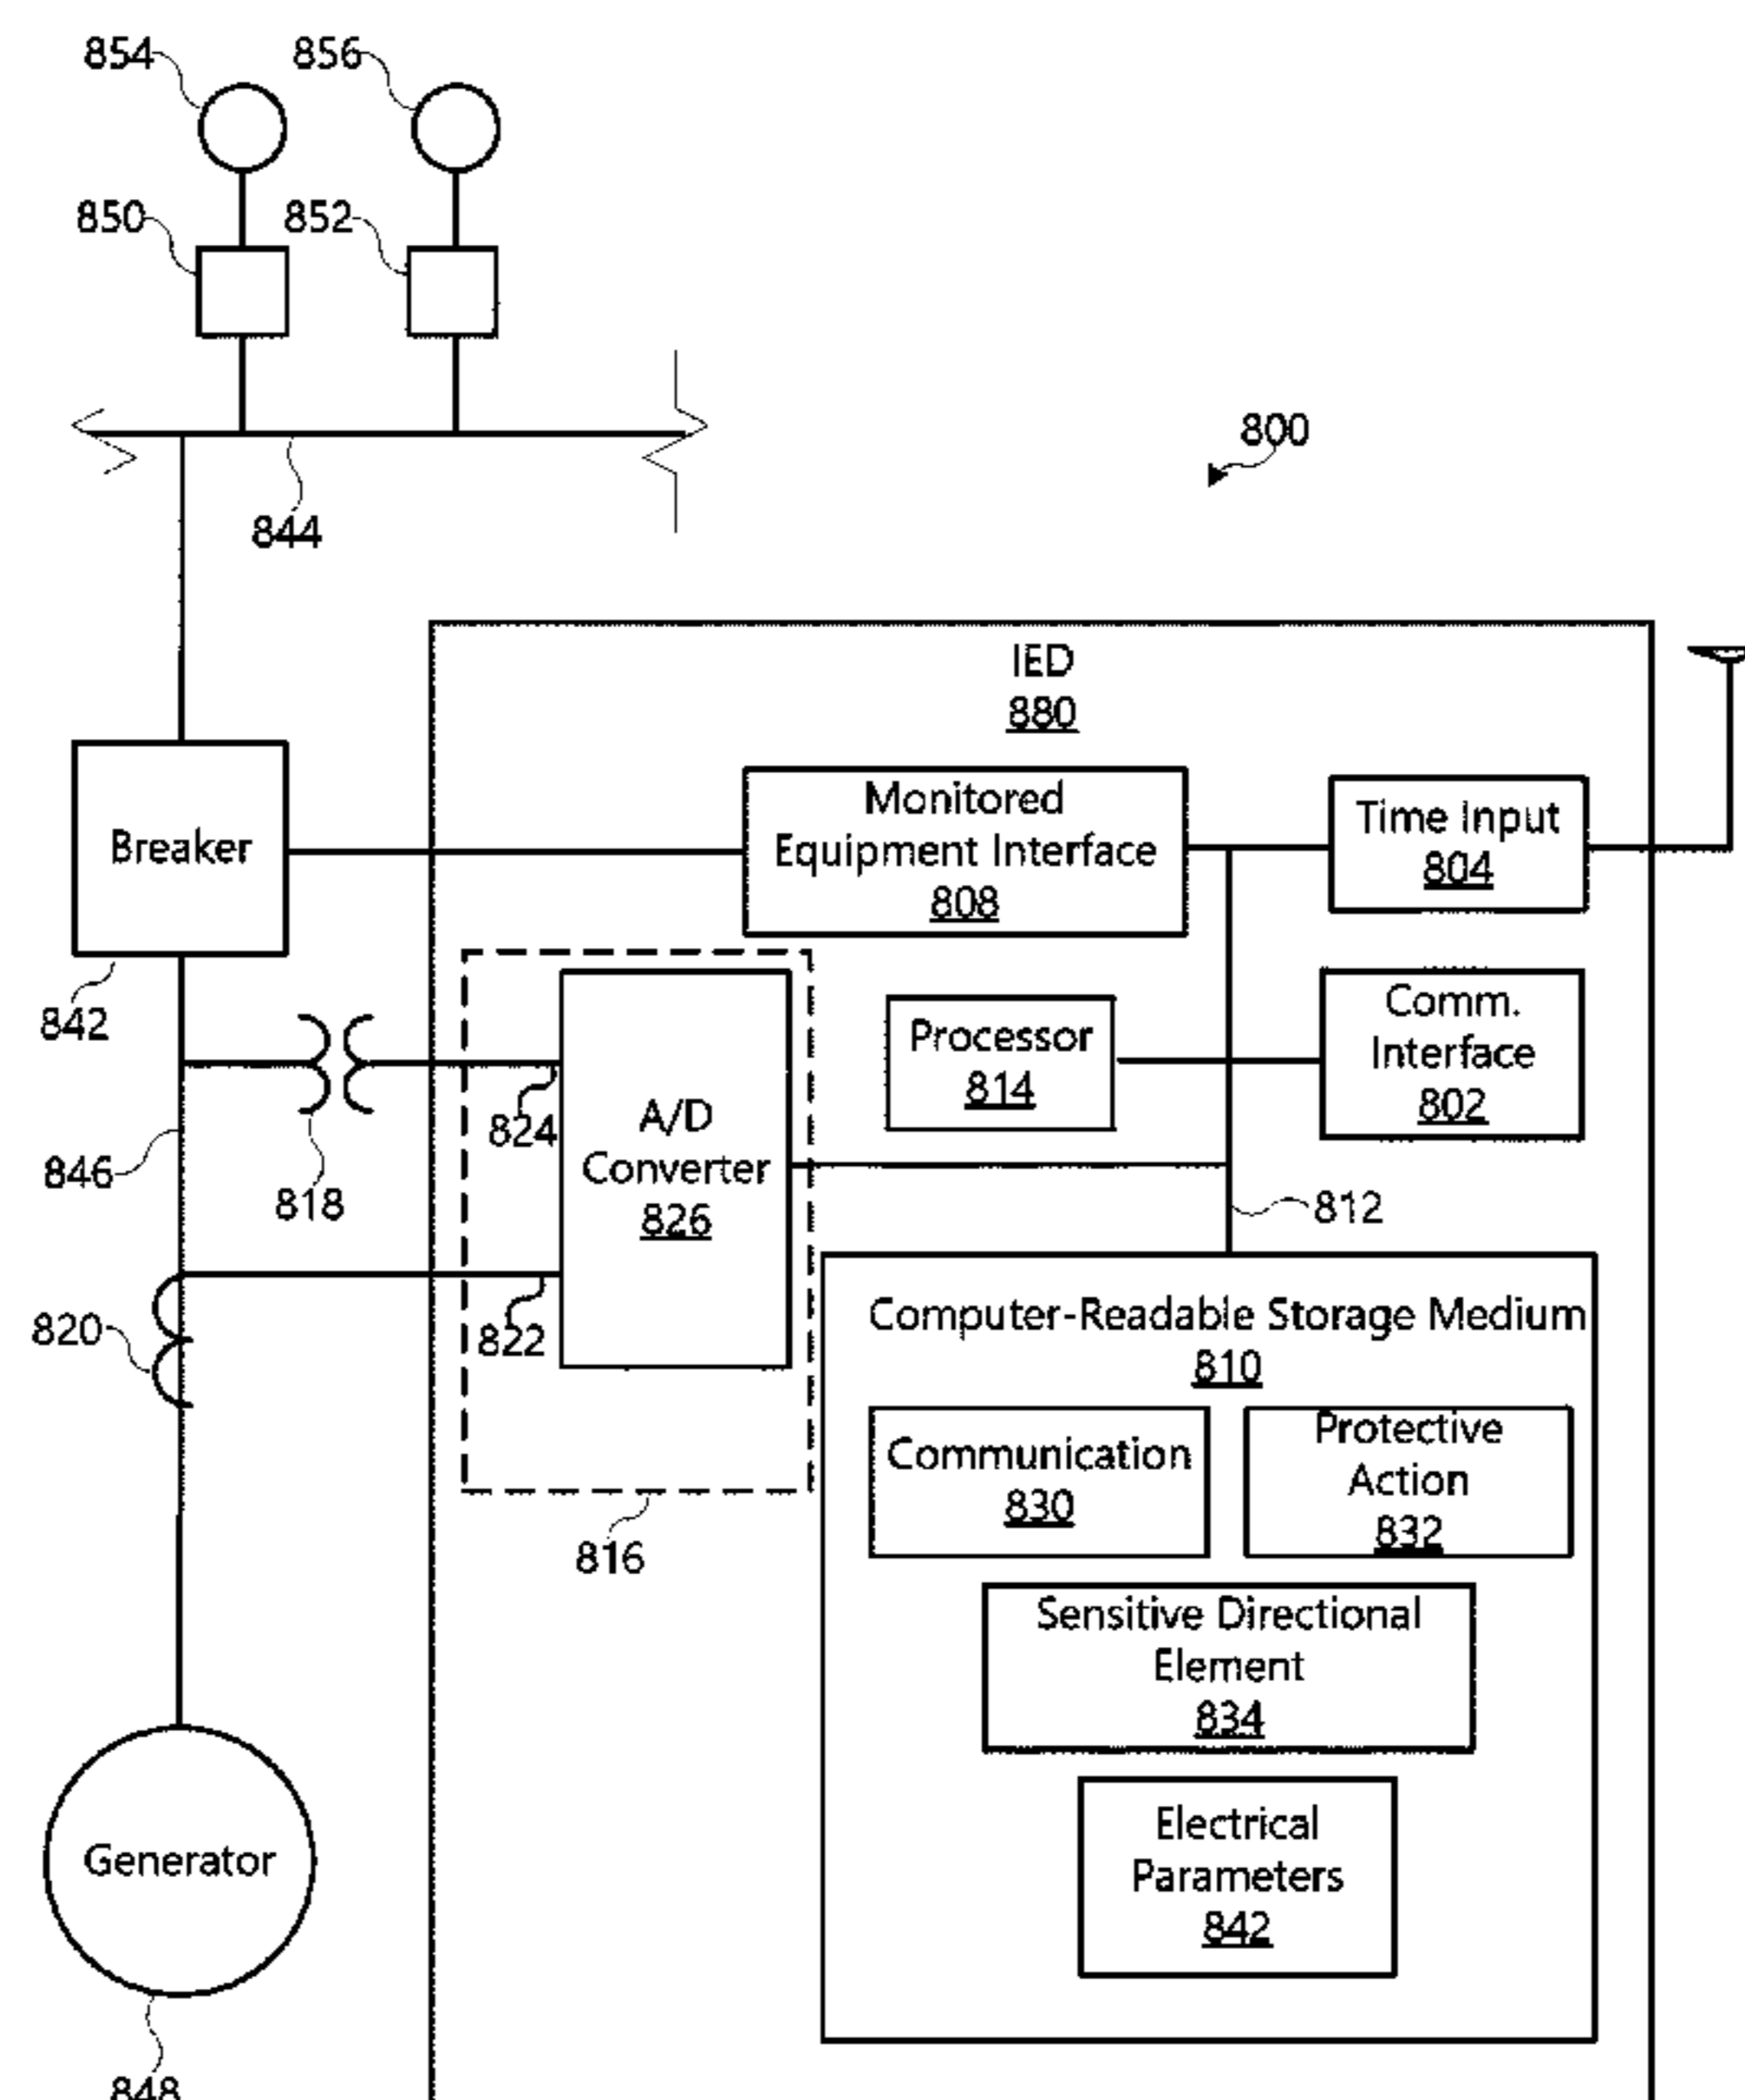 854
856
850
852
800
844
IED
880
Monitored
Equipment Interface
808
Time Input
804
Breaker
842
Processor
814
Comm.
Interface
802
824
A/D
Converter
826
846
818
812
822
820
Computer-Readable Storage Medium
810
Communication
830
Protective
Action
832
816
Sensitive Directional
Element
834
Electrical
Parameters
842
Generator
848